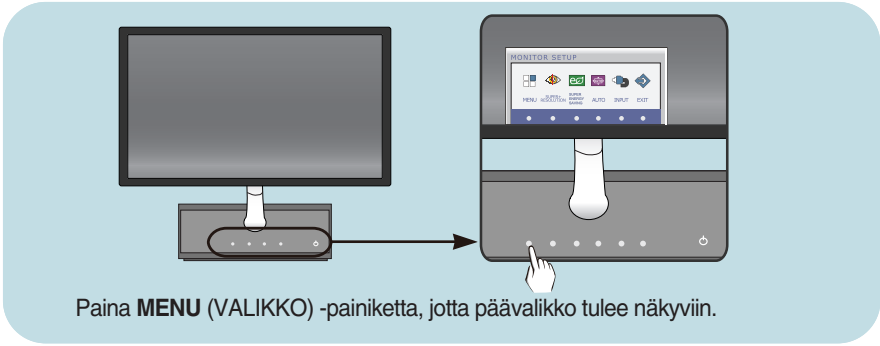 MONITOR SETUP
MENU
SUPER+
RESOLUTION
SUPER
ENERGY
SAVING
AUTO
INPUT
EXIT
Paina MENU (VALIKKO) -painiketta, jotta päävalikko tulee näkyviin.